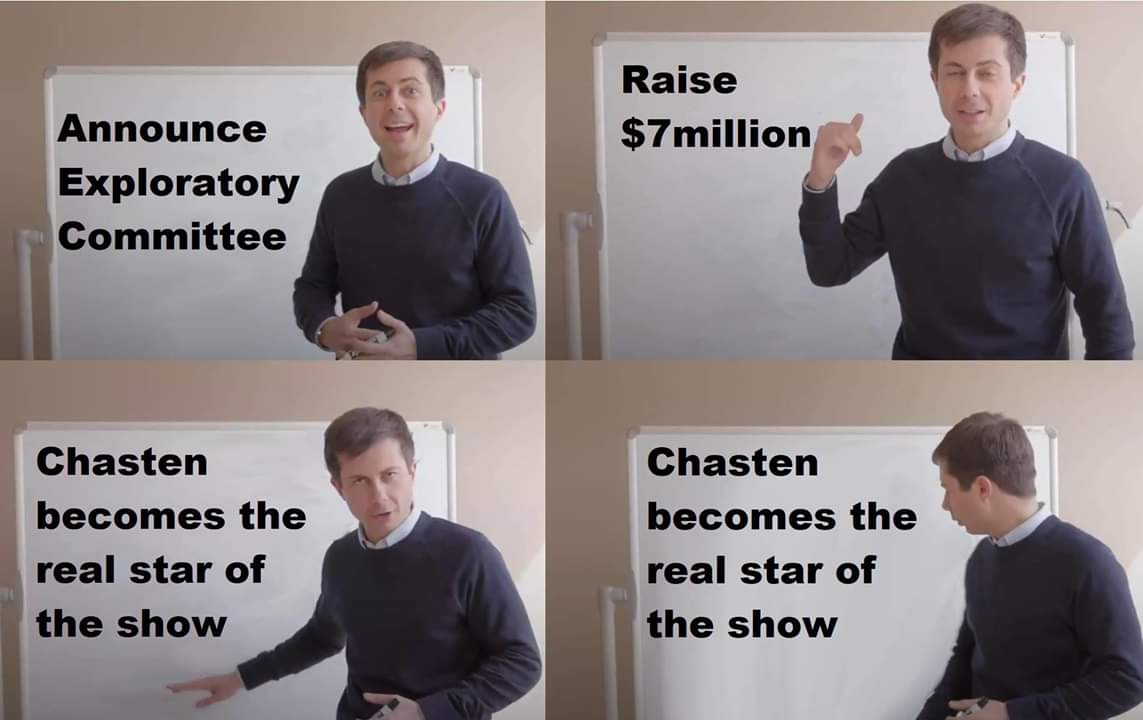 Announce
Exploratory
Committee
Raise
$7million
Chasten
becomes the
real star of
the show
Chasten
becomes the
real star of
the show